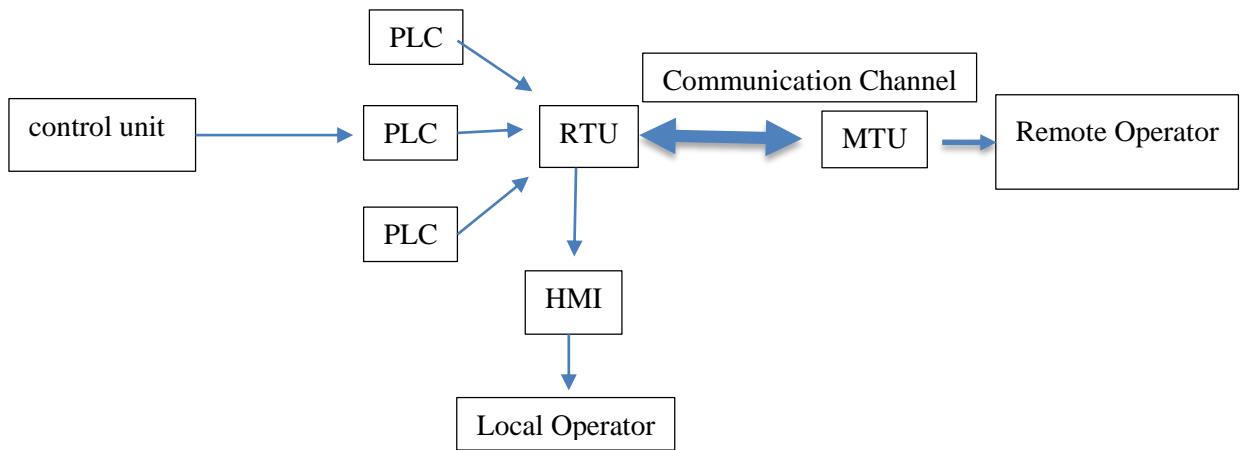 PLC
Communication Channel
control unit
PLC
RTU
MTU
Remote Operator
PLC
HMI
Local Operator